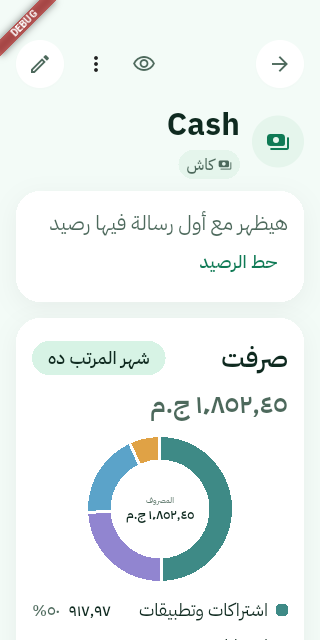 DEBUG
Cash
كاش
هيظهر مع أول رسالة فيها رصيد
حط الرصيد
صرفت
شهر المرتب ده
١,٨٥٢,٤٥ ج.م
المصروف
١,٨٥٢,٤٥ ج.م
اشتراكات وتطبيقات ٩١٧,٩٧ ٥٠%